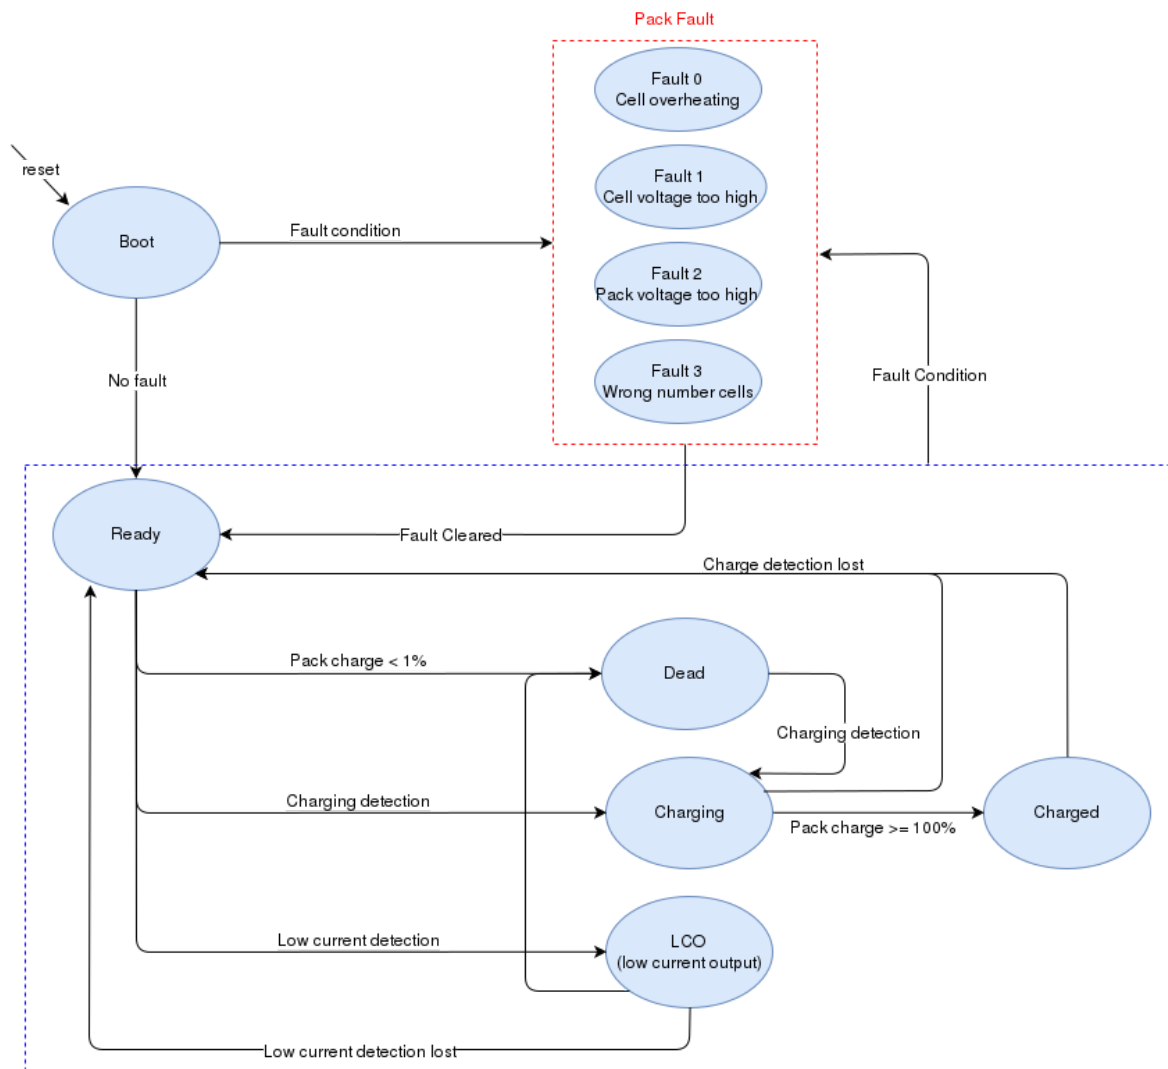 Pack Fault
Fault 0
Cell overheating
reset
Fault 1
Cell voltage too high
Boot
Fault condition
Fault 2
Pack voltage too high
Fault 3
Wrong number cells
No fault
Fault Condition
Ready
Fault Cleared
Charge detection lost
Pack charge < 1%
Dead
Charging detection
Charging detection
Charging
Pack charge >= 100%
Charged
Low current detection
LCO
(low current output)
Low current detection lost